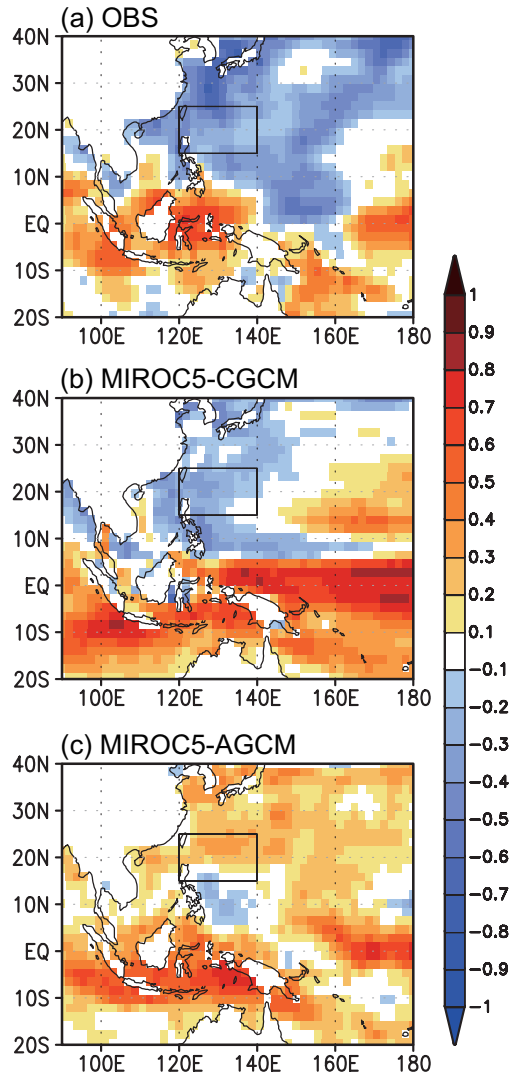 (a) OBS
40N
30N
20N
10N
EQ
10S
20S
100E 120E 140E 160E 180
(b) MIROC5-CGCM
40N
30N
20N
10N
EQ
10S
20S
100E 120E 140E 160E 180
(c) MIROC5-AGCM
40N
30N
20N
10N
EQ
10S
20S
100E 120E 140E 160E 180
1
0.9
0.8
0.7
0.6
0.5
0.4
0.3
0.2
0.1
−0.1
−0.2
−0.3
−0.4
−0.5
−0.6
−0.7
−0.8
−0.9
−1